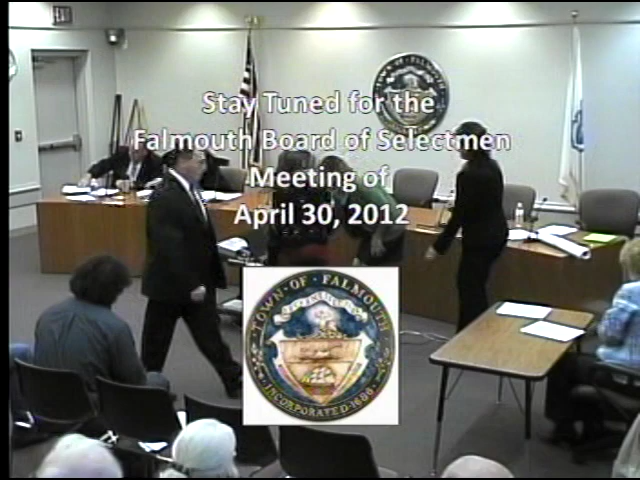 Stay Tuned for the
Falmouth Board of Selectmen
Meeting of
April 30, 2012
TOWN OF FALMOUTH
INCORPORATED 1686